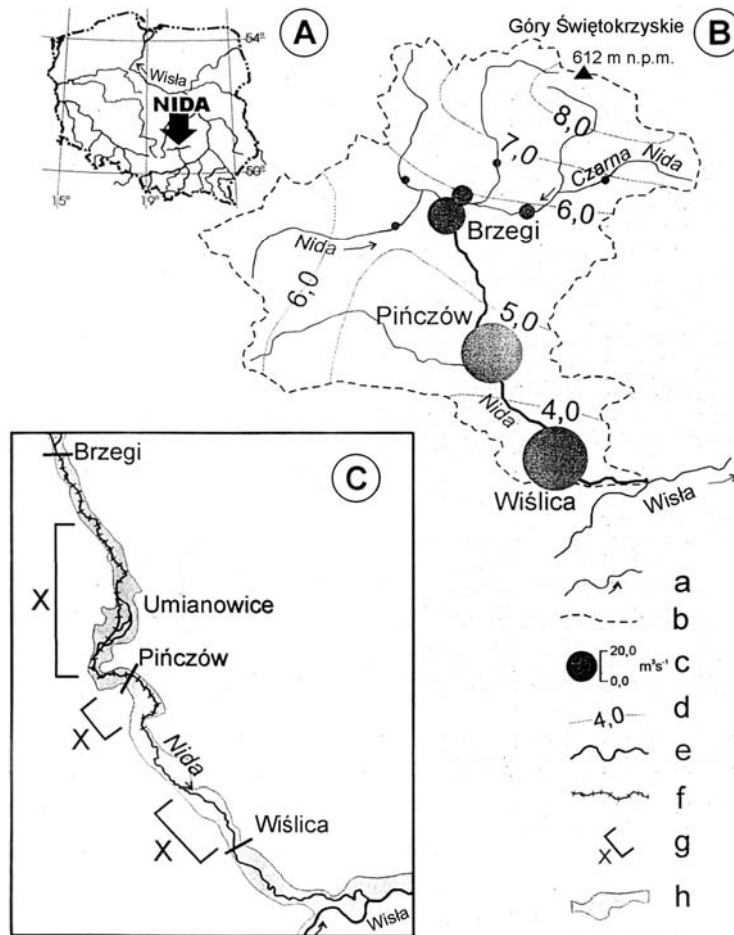 A
54°
Wisła
NIDA
50°
15°
19°
Góry Świętokrzyskie
B
612 m n.p.m.
8,0
7,0
Czarna Nida
6,0
Brzegi
Nida
6,0
5,0
Pińczów
Nida
4,0
Wiślica
Wisła
C
Brzegi
X
Umianowice
Pińczów
X
Nida
Wiślica
X
Wisła
a
b
20,0
0,0
m³s⁻¹
c
4,0
d
e
f
X
g
h